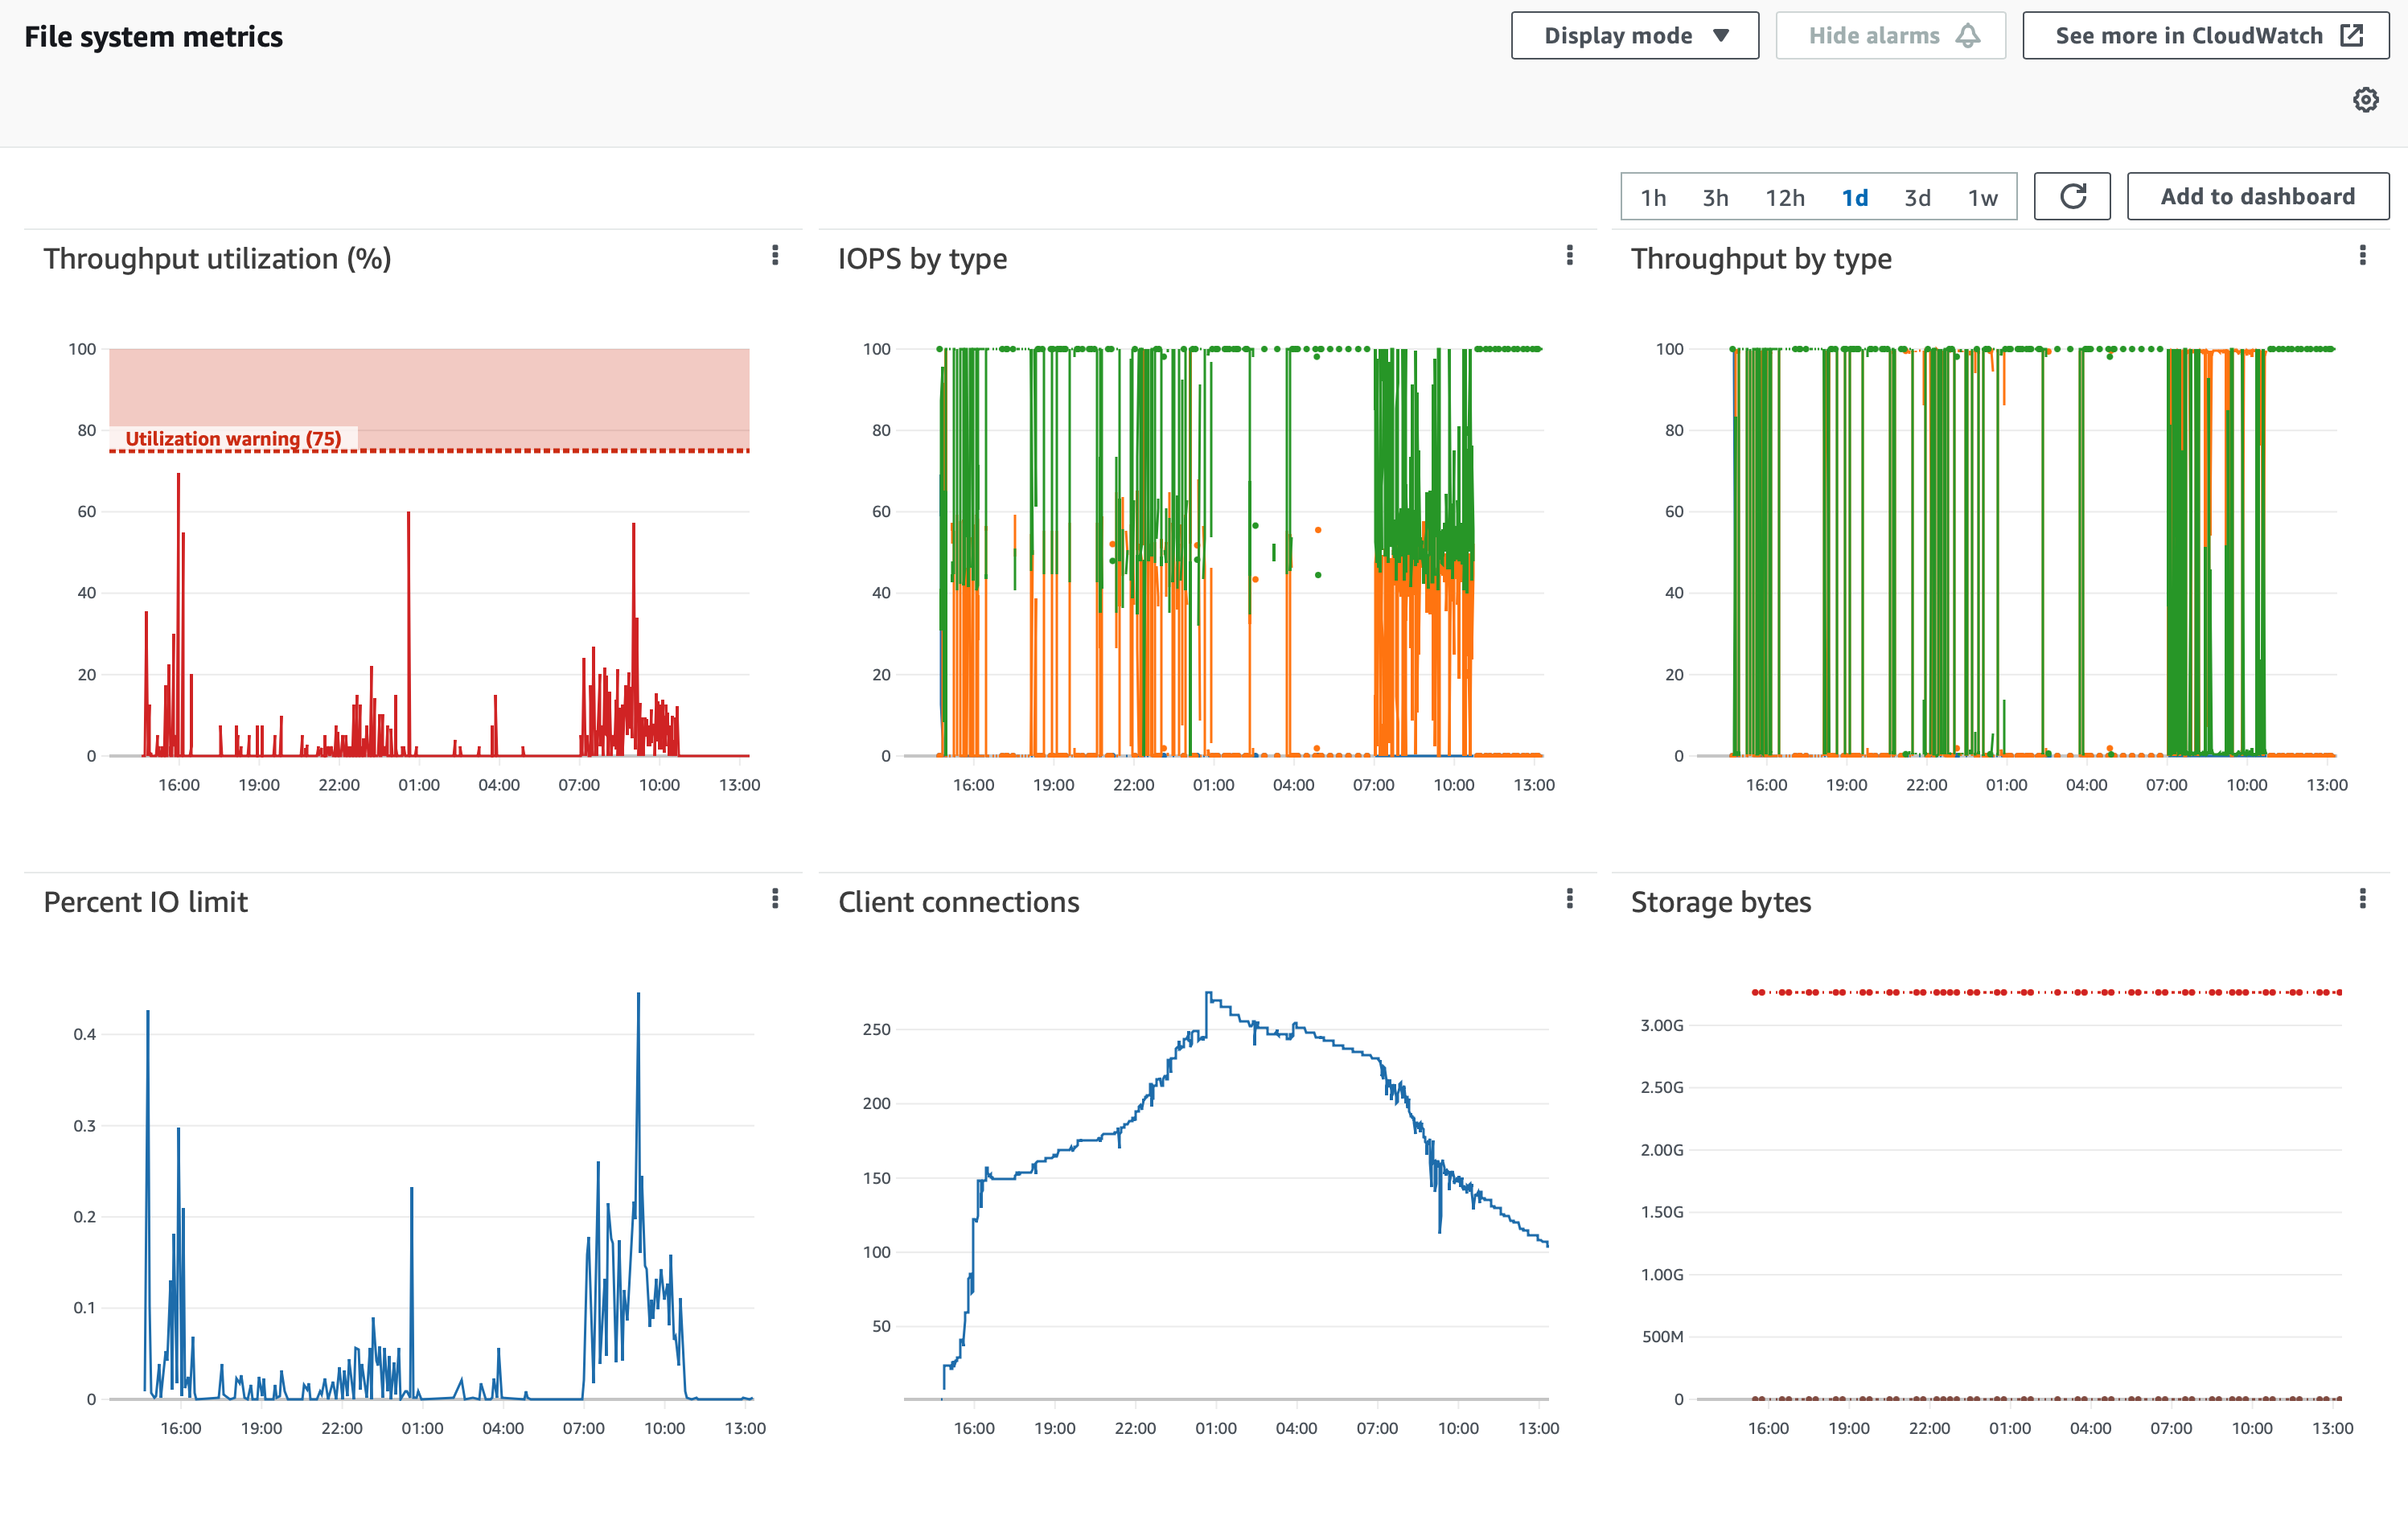 File system metrics
Display mode
Hide alarms
See more in CloudWatch
1h 3h 12h 1d 3d 1w
Add to dashboard
Throughput utilization (%)
100
80
60
40
20
0
Utilization warning (75)
16:00 19:00 22:00 01:00 04:00 07:00 10:00 13:00
IOPS by type
100
80
60
40
20
0
16:00 19:00 22:00 01:00 04:00 07:00 10:00 13:00
Throughput by type
100
80
60
40
20
0
16:00 19:00 22:00 01:00 04:00 07:00 10:00 13:00
Percent IO limit
0.4
0.3
0.2
0.1
0
16:00 19:00 22:00 01:00 04:00 07:00 10:00 13:00
Client connections
250
200
150
100
50
16:00 19:00 22:00 01:00 04:00 07:00 10:00 13:00
Storage bytes
3.00G
2.50G
2.00G
1.50G
1.00G
500M
0
16:00 19:00 22:00 01:00 04:00 07:00 10:00 13:00